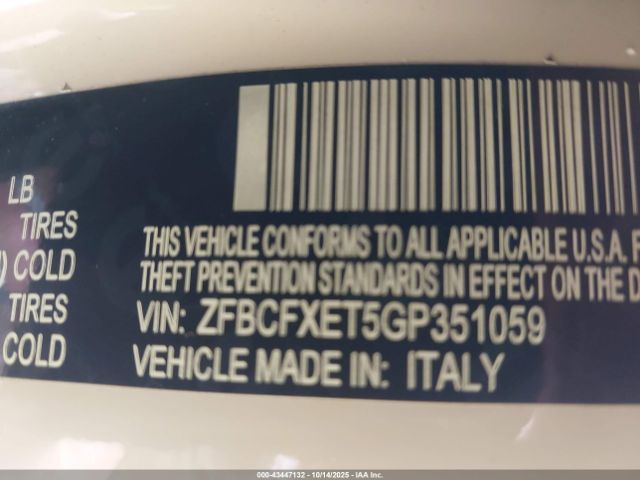 LB
TIRES
) COLD
TIRES
COLD
THIS VEHICLE CONFORMS TO ALL APPLICABLE U.S.A. F
THEFT PREVENTION STANDARDS IN EFFECT ON THE D
VIN: ZFBCFXET5GP351059
VEHICLE MADE IN: ITALY
000-43447132 - 10/14/2025 - IAA Inc.